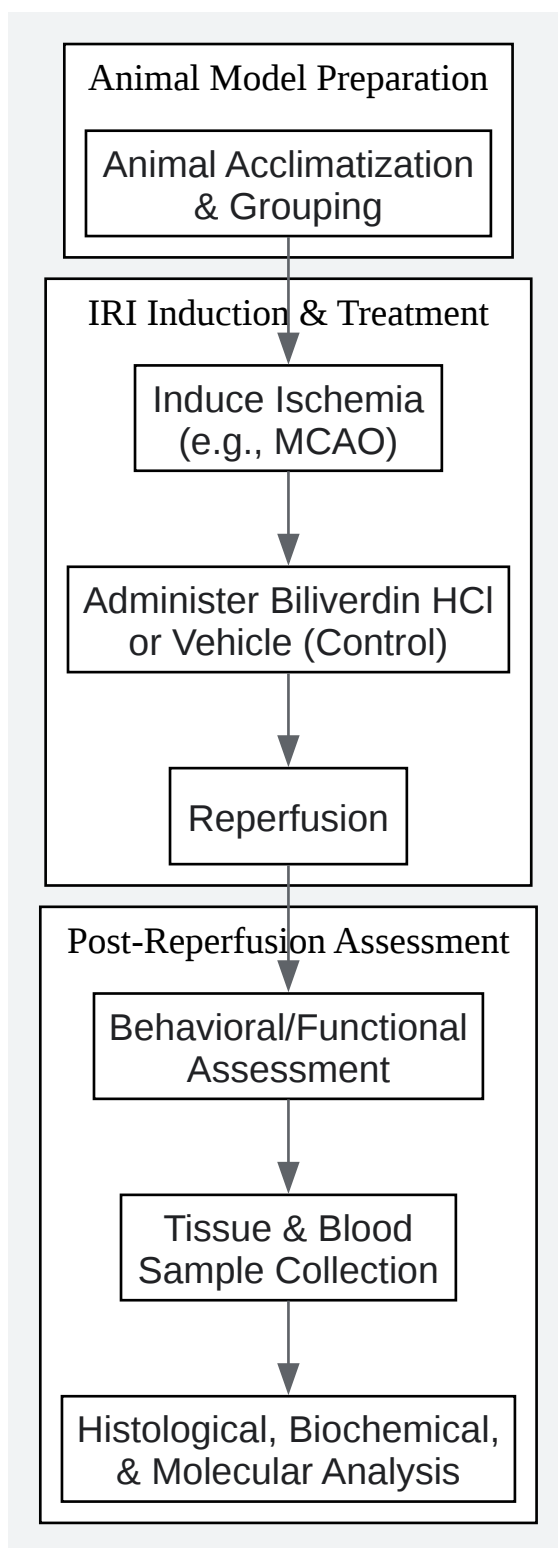 Animal Model Preparation
Animal Acclimatization
& Grouping
IRI Induction & Treatment
Induce Ischemia
(e.g., MCAO)
Administer Biliverdin HCl
or Vehicle (Control)
Reperfusion
Post-Reperfusion Assessment
Behavioral/Functional
Assessment
Tissue & Blood
Sample Collection
Histological, Biochemical,
& Molecular Analysis